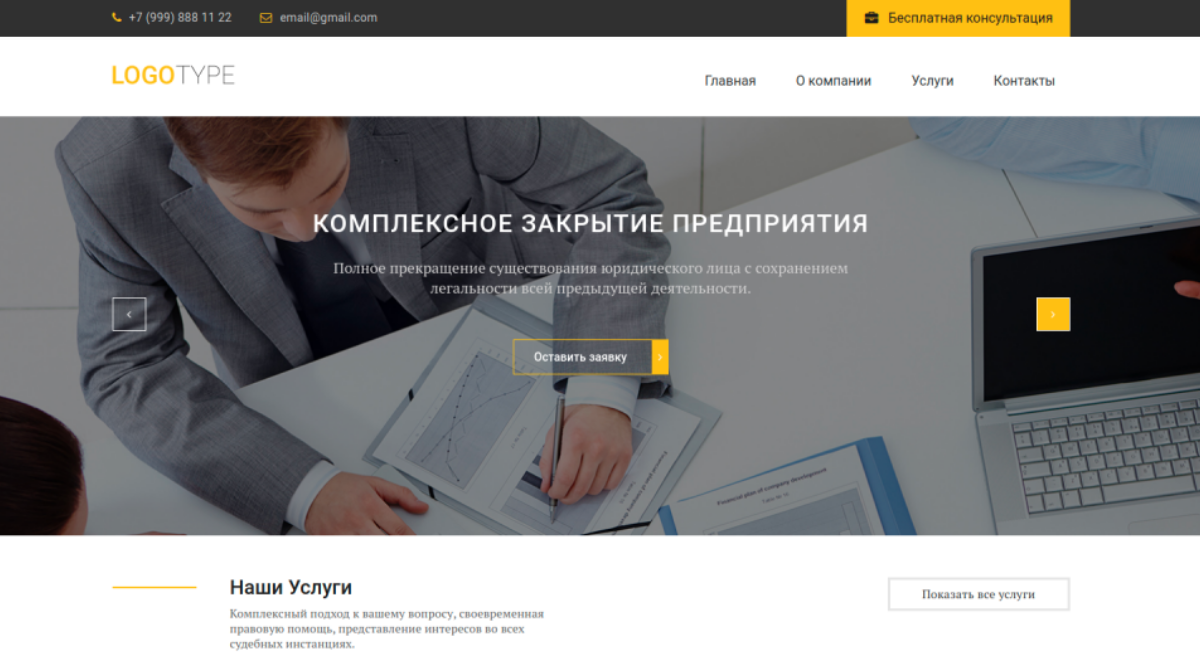 +7 (999) 888 11 22
email@gmail.com
Бесплатная консультация
LOGOTYPE
Главная
О компании
Услуги
Контакты
КОМПЛЕКСНОЕ ЗАКРЫТИЕ ПРЕДПРИЯТИЯ
Полное прекращение существования юридического лица с сохранением
легальности всей предыдущей деятельности.
Оставить заявку
Financial plan of company development
Наши Услуги
Показать все услуги
Комплексный подход к вашему вопросу, своевременная
правовую помощь, представление интересов во всех
судебных инстанциях.